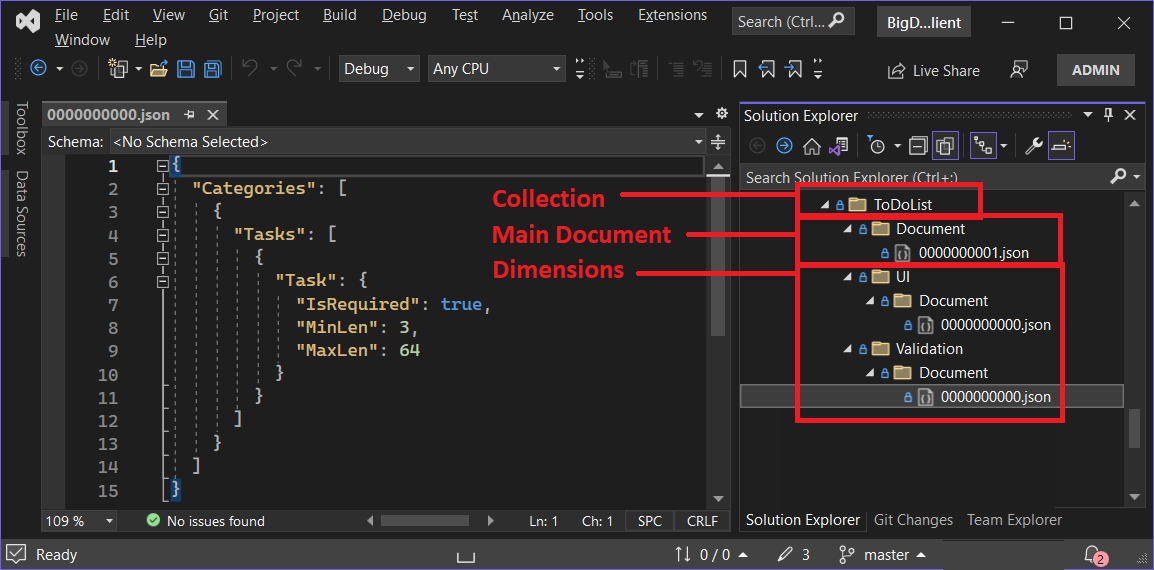 File Edit View Git Project Build Debug Test Analyze Tools Extensions Search (Ctrl... BigD...lient
Window Help
Debug Any CPU Live Share ADMIN
Toolbox
Data Sources
0000000000.json
Schema: <No Schema Selected>
1 {
2 "Categories": [
3 {
4 "Tasks": [
5 {
6 "Task": {
7 "IsRequired": true,
8 "MinLen": 3,
9 "MaxLen": 64
10 }
11 }
12 ]
13 }
14 ]
15 }
109 % No issues found Ln: 1 Ch: 1 SPC CRLF
Collection
Main Document
Dimensions
Solution Explorer
Search Solution Explorer (Ctrl+;)
ToDoList
Document
0000000001.json
UI
Document
0000000000.json
Validation
Document
0000000000.json
Solution Explorer Git Changes Team Explorer
Ready 0 / 0 3 master 2